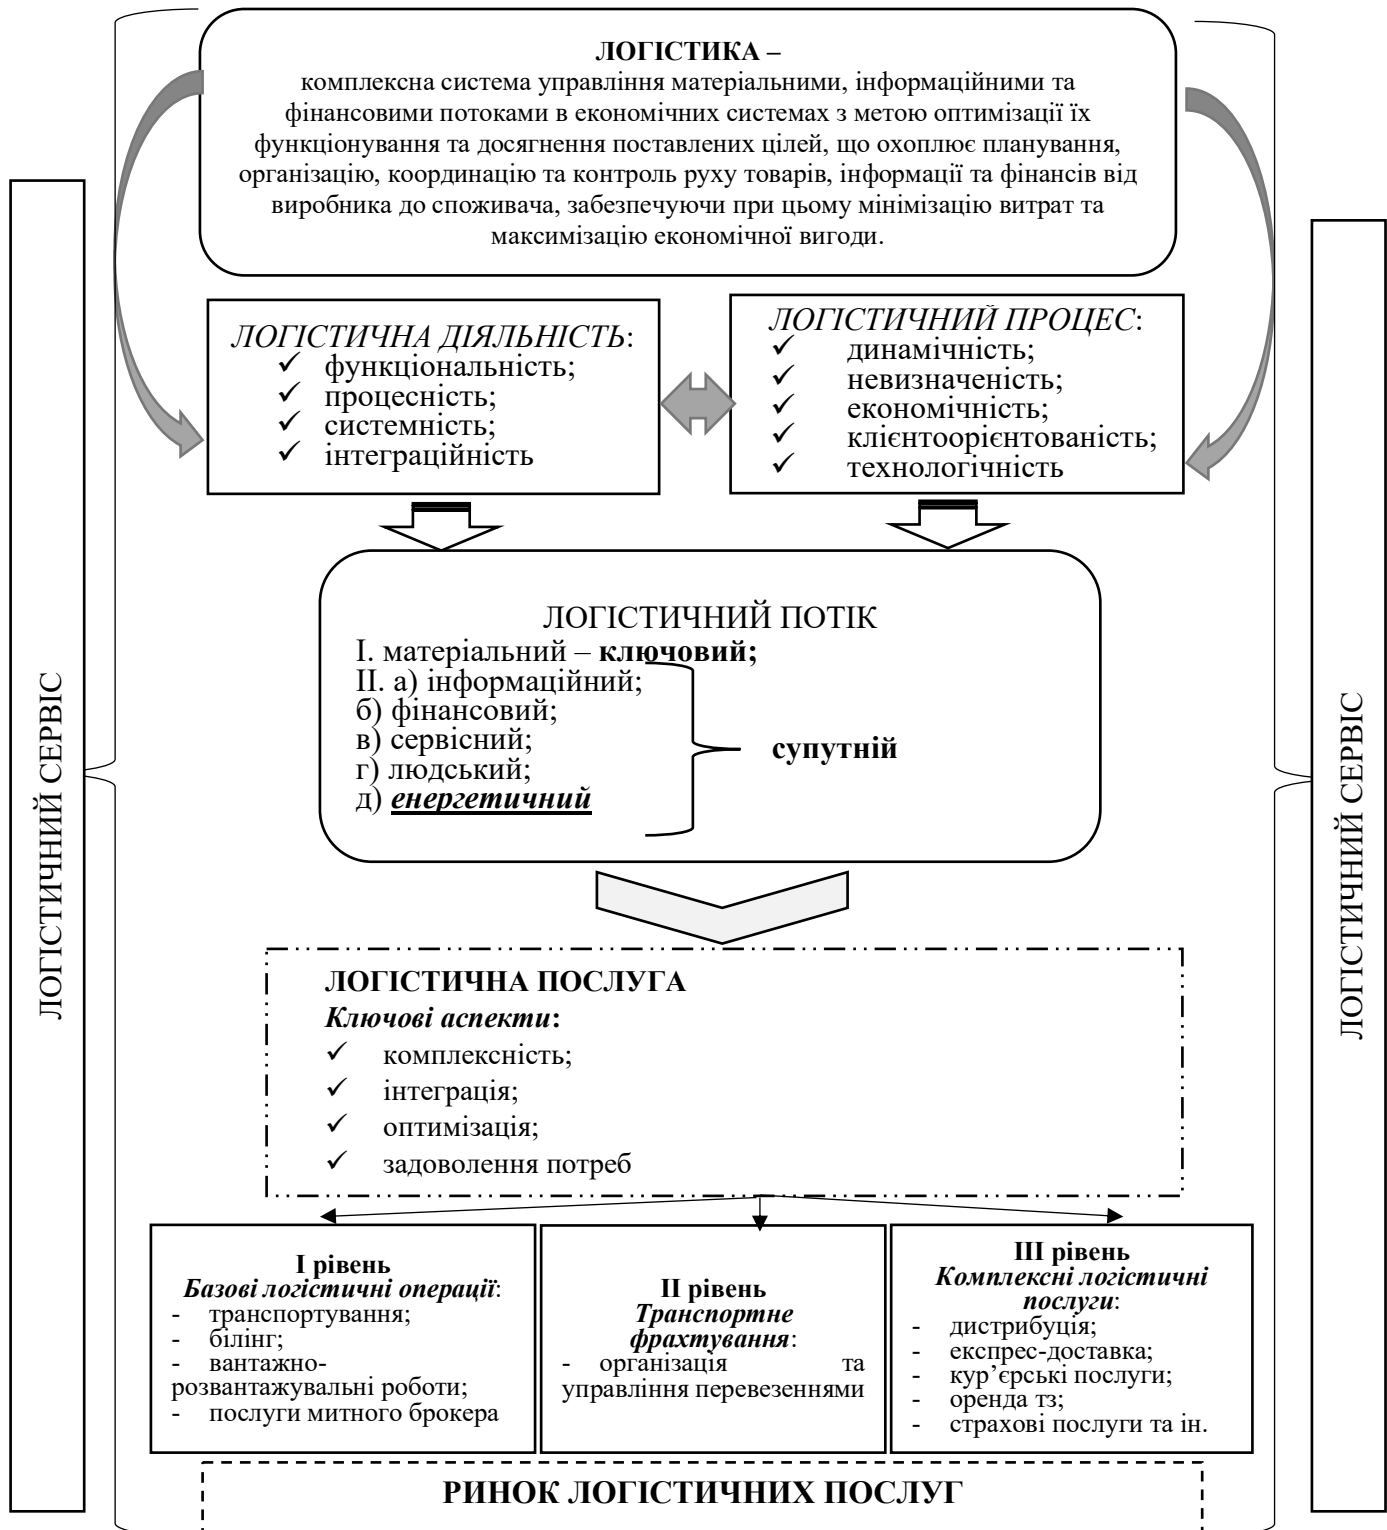 ЛОГІСТИКА –
комплексна система управління матеріальними, інформаційними та
фінансовими потоками в економічних системах з метою оптимізації їх
функціонування та досягнення поставлених цілей, що охоплює планування,
організацію, координацію та контроль руху товарів, інформації та фінансів від
виробника до споживача, забезпечуючи при цьому мінімізацію витрат та
максимізацію економічної вигоди.
ЛОГІСТИЧНИЙ СЕРВІС
ЛОГІСТИЧНА ДІЯЛЬНІСТЬ:
✓ функціональність;
✓ процесність;
✓ системність;
✓ інтеграційність
ЛОГІСТИЧНИЙ ПРОЦЕС:
✓ динамічність;
✓ невизначеність;
✓ економічність;
✓ клієнтоорієнтованість;
✓ технологічність
ЛОГІСТИЧНИЙ СЕРВІС
ЛОГІСТИЧНИЙ ПОТІК
І. матеріальний – ключовий;
ІІ. а) інформаційний;
б) фінансовий;
в) сервісний;
г) людський;
д) енергетичний
супутній
ЛОГІСТИЧНА ПОСЛУГА
Ключові аспекти:
✓ комплексність;
✓ інтеграція;
✓ оптимізація;
✓ задоволення потреб
І рівень
Базові логістичні операції:
- транспортування;
- білінг;
- вантажно-
розвантажувальні роботи;
- послуги митного брокера
ІІ рівень
Транспортне
фрахтування:
- організація та
управління перевезеннями
ІІІ рівень
Комплексні логістичні
послуги:
- дистрибуція;
- експрес-доставка;
- кур’єрські послуги;
- оренда тз;
- страхові послуги та ін.
РИНОК ЛОГІСТИЧНИХ ПОСЛУГ